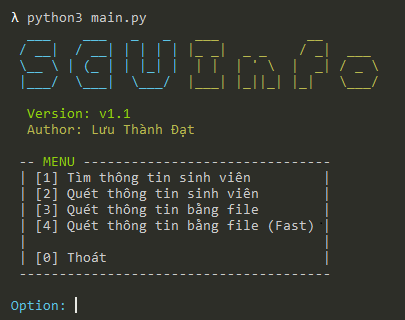 λ python3 main.py
SGU Info
Version: v1.1
Author: Lưu Thành Đạt
-- MENU -------------------------------
| [1] Tìm thông tin sinh viên |
| [2] Quét thông tin sinh viên |
| [3] Quét thông tin bằng file |
| [4] Quét thông tin bằng file (Fast) |
| [0] Thoát |
Option: